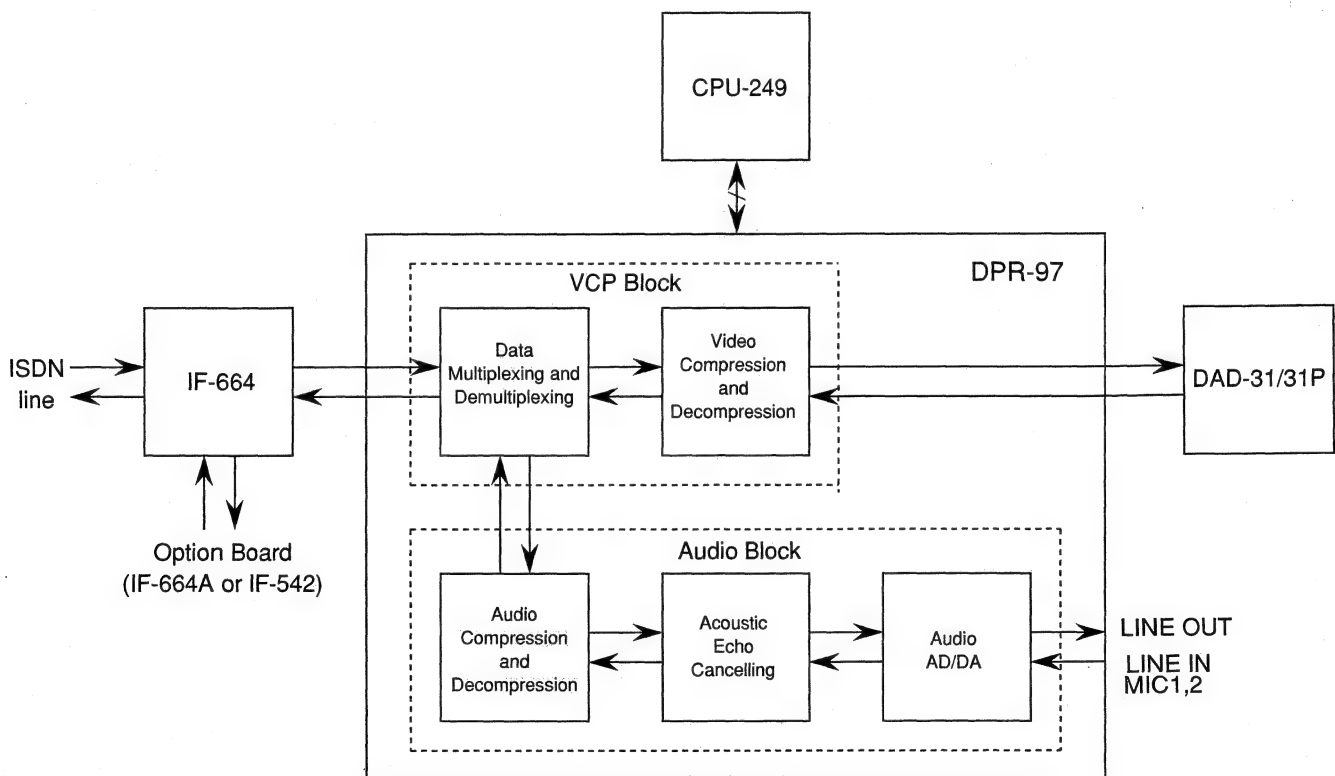 CPU-249
DPR-97
VCP Block
Data
Multiplexing and
Demultiplexing
Video
Compression
and
Decompression
ISDN
line
IF-664
DAD-31/31P
Option Board
(IF-664A or IF-542)
Audio Block
Audio
Compression
and
Decompression
Acoustic
Echo
Cancelling
Audio
AD/DA
LINE OUT
LINE IN
MIC1,2